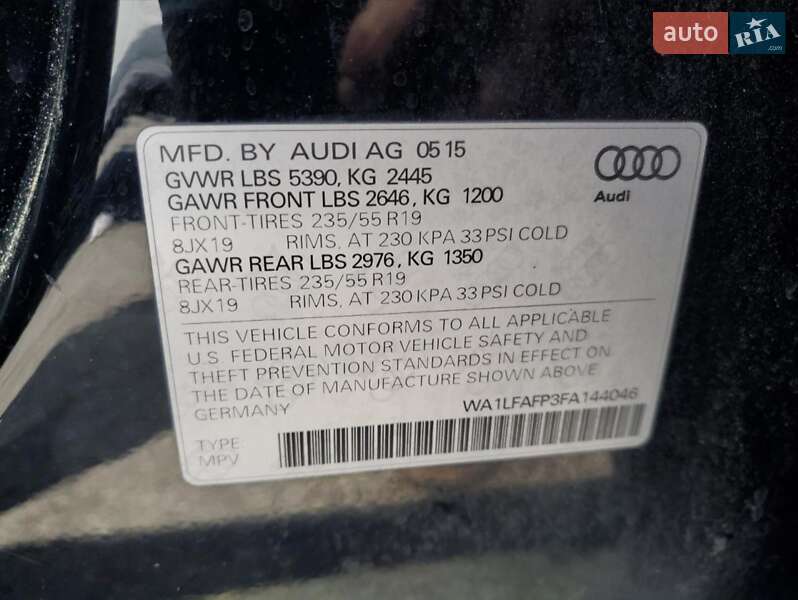 auto RIA.com
MFD. BY AUDI AG 05 15
GVWR LBS 5390, KG 2445
GAWR FRONT LBS 2646, KG 1200
FRONT-TIRES 235/55 R19
8JX19 RIMS, AT 230 KPA 33 PSI COLD
GAWR REAR LBS 2976, KG 1350
REAR-TIRES 235/55 R19
8JX19 RIMS, AT 230 KPA 33 PSI COLD
Audi
THIS VEHICLE CONFORMS TO ALL APPLICABLE
U.S. FEDERAL MOTOR VEHICLE SAFETY AND
THEFT PREVENTION STANDARDS IN EFFECT ON
THE DATE OF MANUFACTURE SHOWN ABOVE
GERMANY
WA1LFAFP3FA144046
TYPE:
MPV